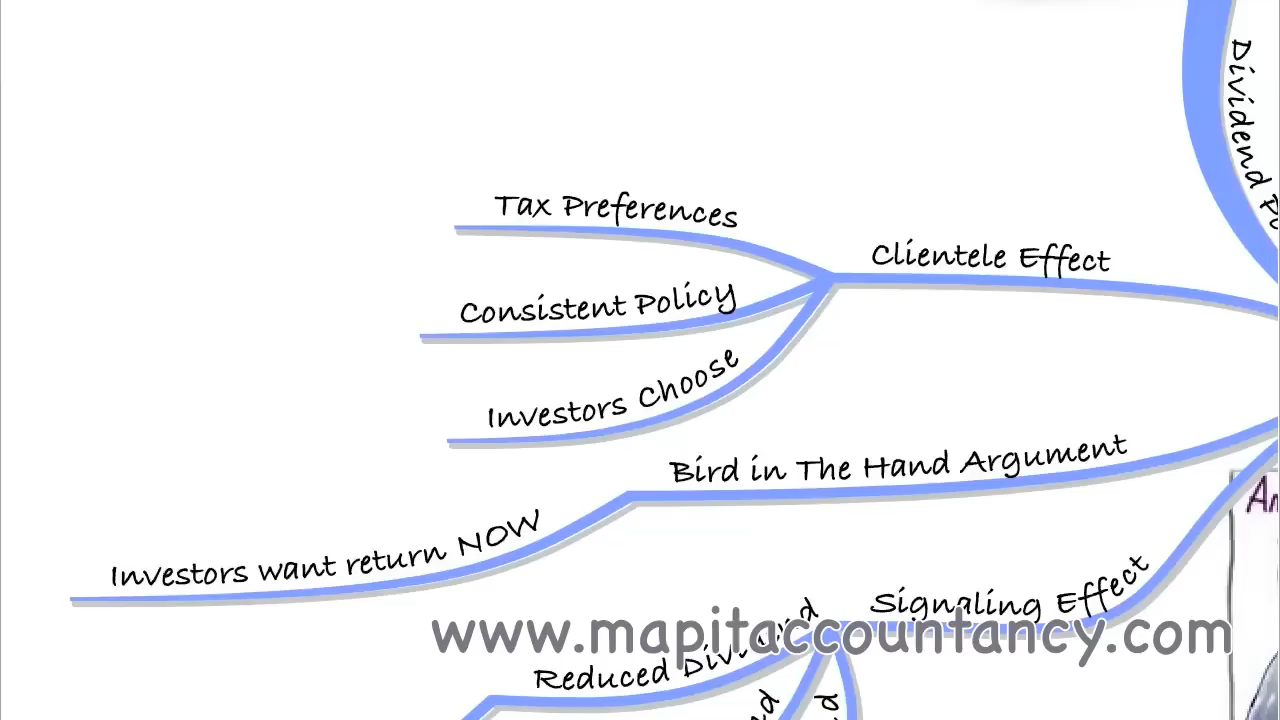 Dividend
Tax Preferences
Clientele Effect
Consistent Policy
Investors Choose
Bird in The Hand Argument
Investors want return NOW
Signaling Effect
www.mapitaccountancy.com
Reduced Dividend